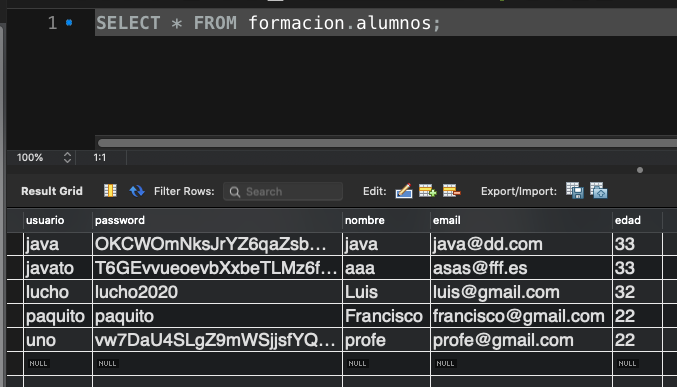 1 SELECT * FROM formacion.alumnos;
100% 1:1
Result Grid Filter Rows: Search Edit: Export/Import:
usuario password nombre email edad
java OKCWOmNksJrYZ6qaZsb... java java@dd.com 33
javato T6GEvvueoevbXxbeTLMz6f... aaa asas@fff.es 33
lucho lucho2020 Luis luis@gmail.com 32
paquito paquito Francisco francisco@gmail.com 22
uno vw7DaU4SLgZ9mWSjjsfYQ... profe profe@gmail.com 22
NULL NULL NULL NULL NULL